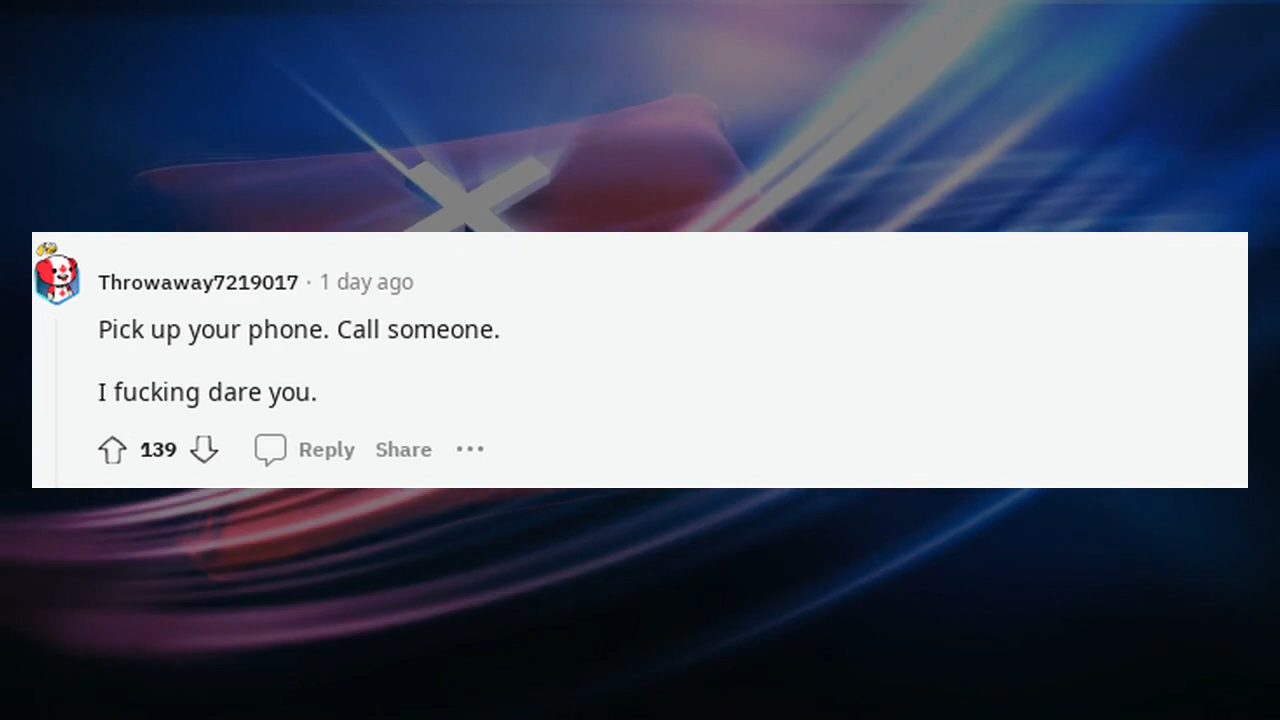 Throwaway7219017 · 1 day ago
Pick up your phone. Call someone.
I fucking dare you.
139 Reply Share ···